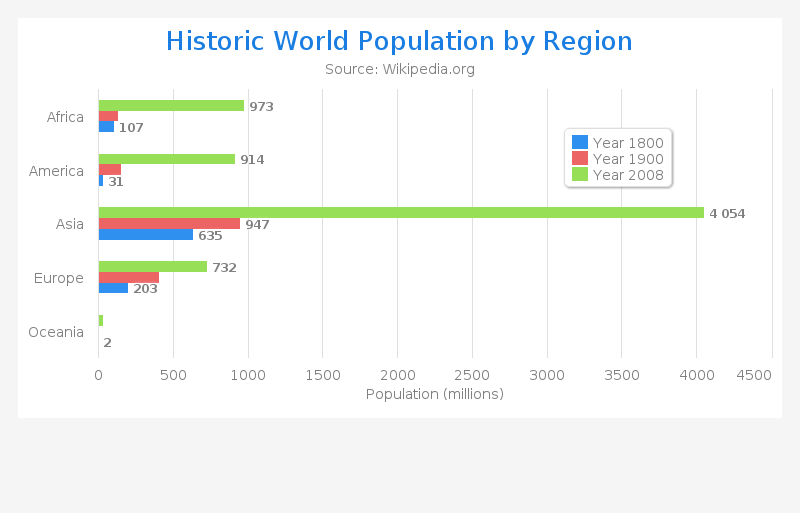 Historic World Population by Region
Source: Wikipedia.org
Africa
973
107
America
914
31
Asia
4 054
947
635
Europe
732
203
Oceania
2
Year 1800
Year 1900
Year 2008
0 500 1000 1500 2000 2500 3000 3500 4000 4500
Population (millions)